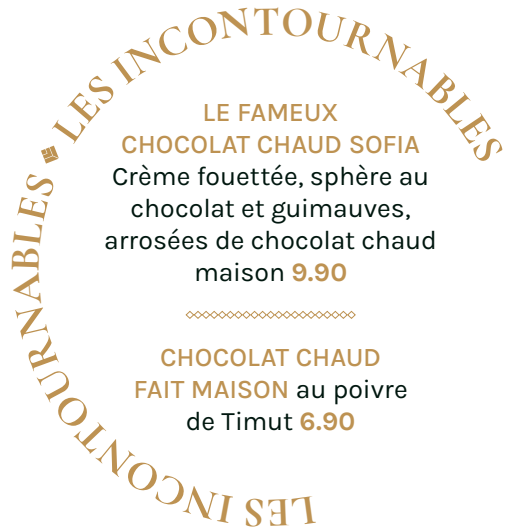 LES INCONTOURNABLES
LES INCONTOURNABLES
LE FAMEUX
CHOCOLAT CHAUD SOFIA
Crème fouettée, sphère au
chocolat et guimauves,
arrosées de chocolat chaud
maison 9.90
CHOCOLAT CHAUD
FAIT MAISON au poivre
de Timut 6.90